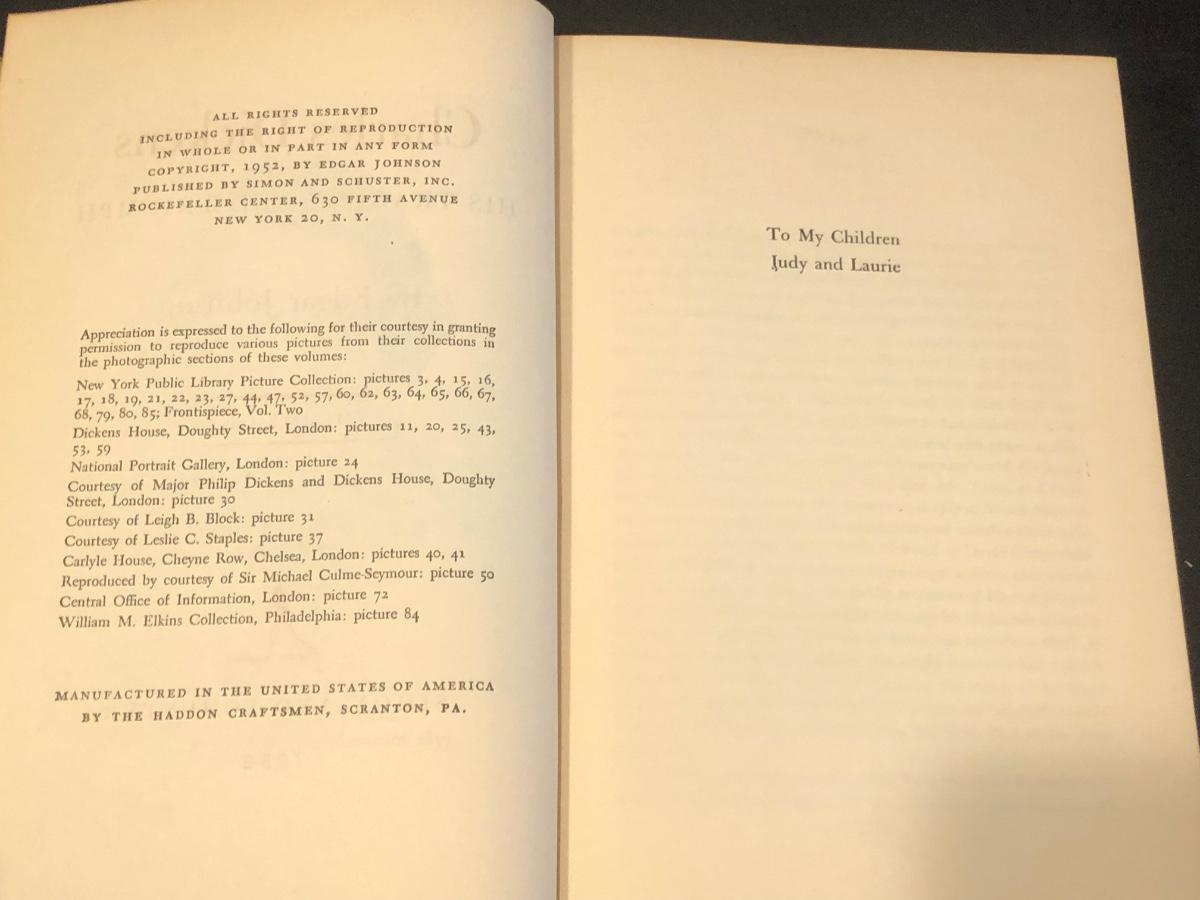 ALL RIGHTS RESERVED
INCLUDING THE RIGHT OF REPRODUCTION
IN WHOLE OR IN PART IN ANY FORM
COPYRIGHT, 1952, BY EDGAR JOHNSON
PUBLISHED BY SIMON AND SCHUSTER, INC.
ROCKEFELLER CENTER, 630 FIFTH AVENUE
NEW YORK 20, N. Y.
Appreciation is expressed to the following for their courtesy in granting
permission to reproduce various pictures from their collections in
the photographic sections of these volumes:
New York Public Library Picture Collection: pictures 3, 4, 15, 16,
17, 18, 19, 21, 22, 23, 27, 44, 47, 52, 57, 60, 62, 63, 64, 65, 66, 67,
68, 79, 80, 85; Frontispiece, Vol. Two
Dickens House, Doughty Street, London: pictures 11, 20, 25, 43,
53, 59
National Portrait Gallery, London: picture 24
Courtesy of Major Philip Dickens and Dickens House, Doughty
Street, London: picture 30
Courtesy of Leigh B. Block: picture 31
Courtesy of Leslie C. Staples: picture 37
Carlyle House, Cheyne Row, Chelsea, London: pictures 40, 41
Reproduced by courtesy of Sir Michael Culme-Seymour: picture 50
Central Office of Information, London: picture 72
William M. Elkins Collection, Philadelphia: picture 84
MANUFACTURED IN THE UNITED STATES OF AMERICA
BY THE HADDON CRAFTSMEN, SCRANTON, PA.
To My Children
Judy and Laurie